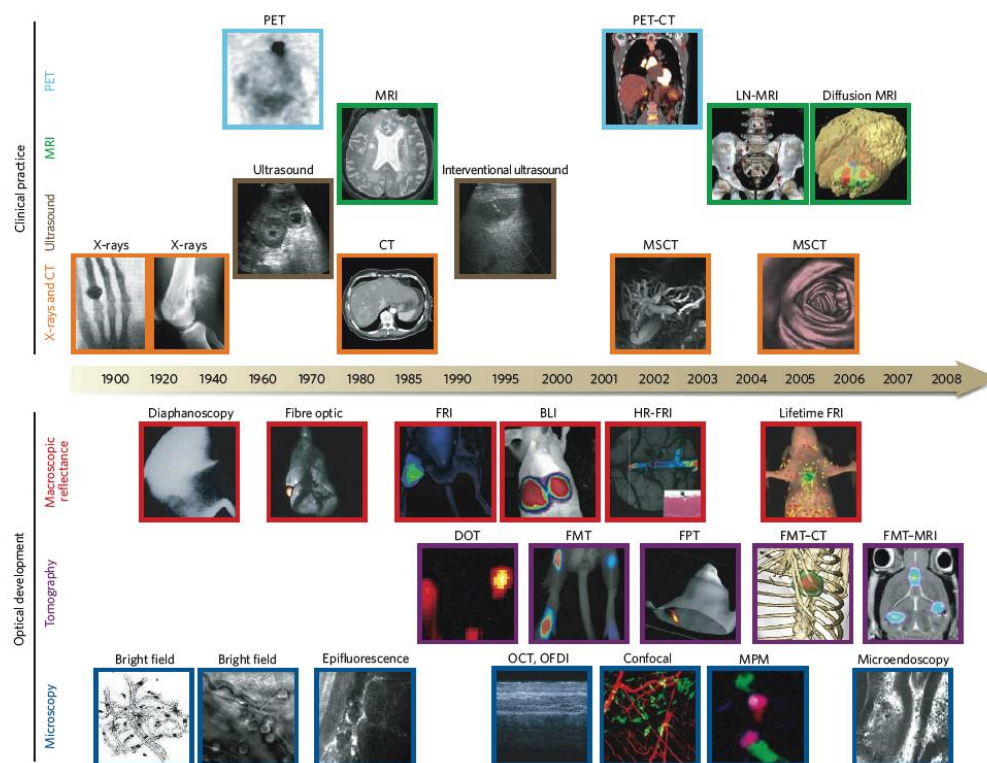 PET
PET–CT
PET
MRI
LN-MRI
Diffusion MRI
MRI
Clinical practice
Ultrasound
Interventional ultrasound
Ultrasound
X-rays
X-rays
CT
MSCT
MSCT
X-rays and CT
1900 1920 1940 1960 1970 1980 1985 1990 1995 2000 2001 2002 2003 2004 2005 2006 2007 2008
Diaphanoscopy
Fibre optic
FRI
BLI
HR-FRI
Lifetime FRI
Macroscopic
reflectance
DOT
FMT
FPT
FMT–CT
FMT–MRI
Tomography
Optical development
Bright field
Bright field
Epifluorescence
OCT, OFDI
Confocal
MPM
Microendoscopy
Microscopy